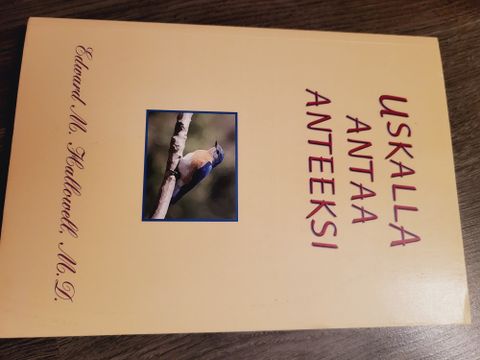 USKALLA
ANTAA
ANTEEKSI
Edward M. Hallowell, M.D.